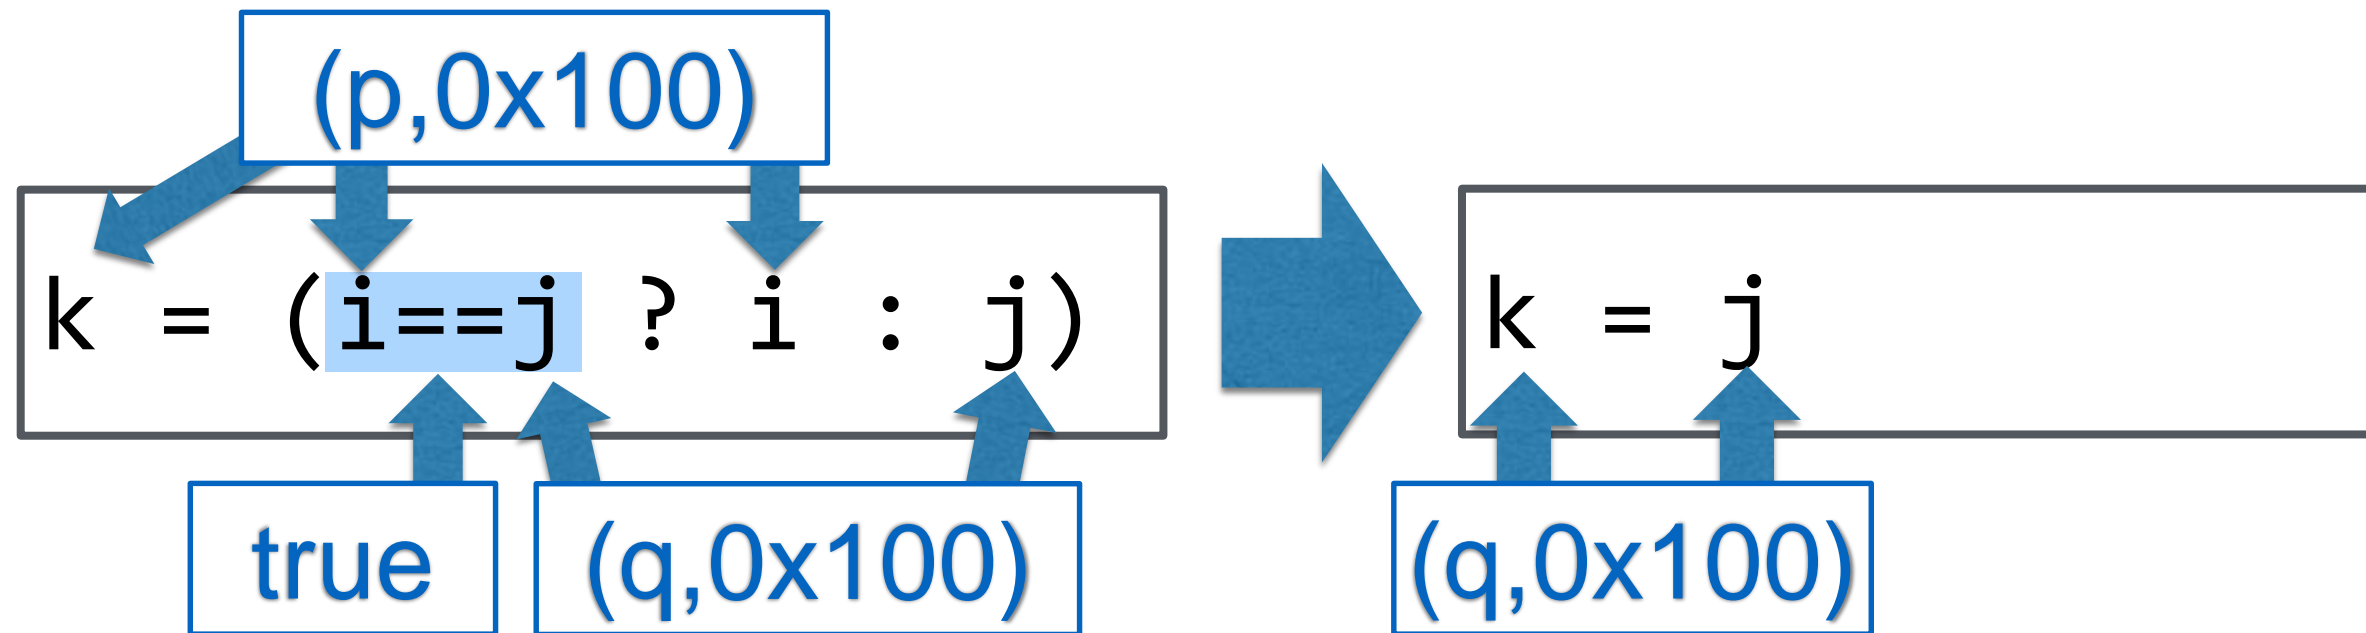 (p,0x100)
k = (i==j ? i : j)
k = j
true
(q,0x100)
(q,0x100)